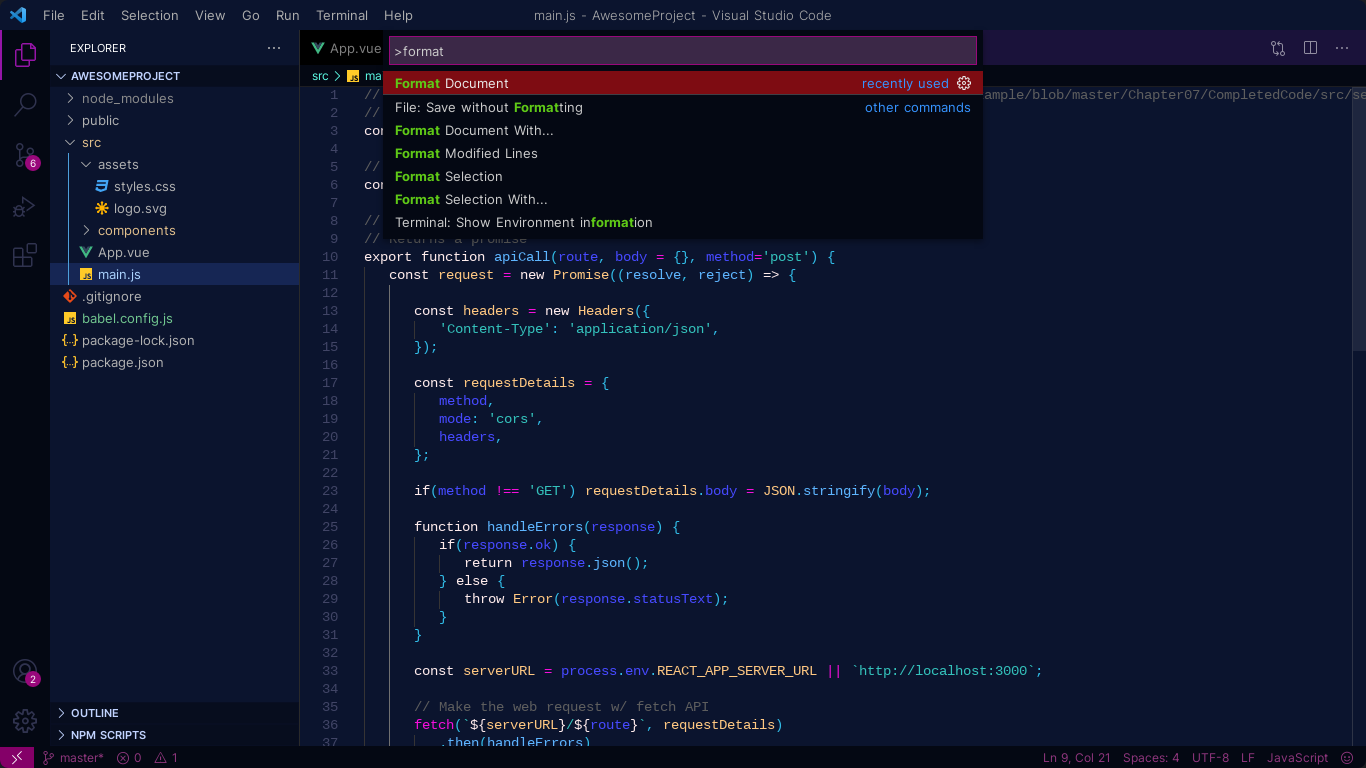 File Edit Selection View Go Run Terminal Help main.js - AwesomeProject - Visual Studio Code
EXPLORER
App.vue
>format
src > JS
Format Document recently used
File: Save without Formatting other commands
Format Document With...
Format Modified Lines
Format Selection
Format Selection With...
Terminal: Show Environment information
AWESOMEPROJECT
node_modules
public
src
assets
styles.css
logo.svg
components
App.vue
JS main.js
.gitignore
JS babel.config.js
{..} package-lock.json
{..} package.json
OUTLINE
NPM SCRIPTS
6
2
1 // ample/blob/master/Chapter07/CompletedCode/src/se
2 //
3
4
5 //
6
7
8 //
9 // Returns a promise
10 export function apiCall(route, body = {}, method='post') {
11 const request = new Promise((resolve, reject) => {
12
13 const headers = new Headers({
14 'Content-Type': 'application/json',
15 });
16
17 const requestDetails = {
18 method,
19 mode: 'cors',
20 headers,
21 };
22
23 if(method !== 'GET') requestDetails.body = JSON.stringify(body);
24
25 function handleErrors(response) {
26 if(response.ok) {
27 return response.json();
28 } else {
29 throw Error(response.statusText);
30 }
31 }
32
33 const serverURL = process.env.REACT_APP_SERVER_URL || `http://localhost:3000`;
34
35 // Make the web request w/ fetch API
36 fetch(`${serverURL}/${route}`, requestDetails)
37 .then(handleErrors)
master* 0 1 Ln 9, Col 21 Spaces: 4 UTF-8 LF JavaScript